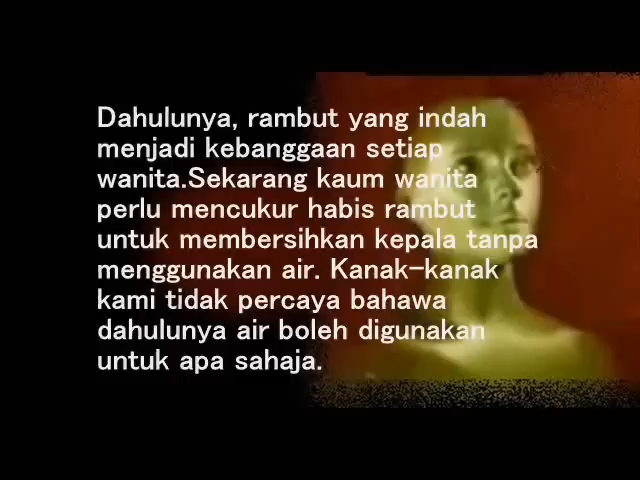 Dahulunya, rambut yang indah
menjadi kebanggaan setiap
wanita.Sekarang kaum wanita
perlu mencukur habis rambut
untuk membersihkan kepala tanpa
menggunakan air. Kanak-kanak
kami tidak percaya bahawa
dahulunya air boleh digunakan
untuk apa sahaja.